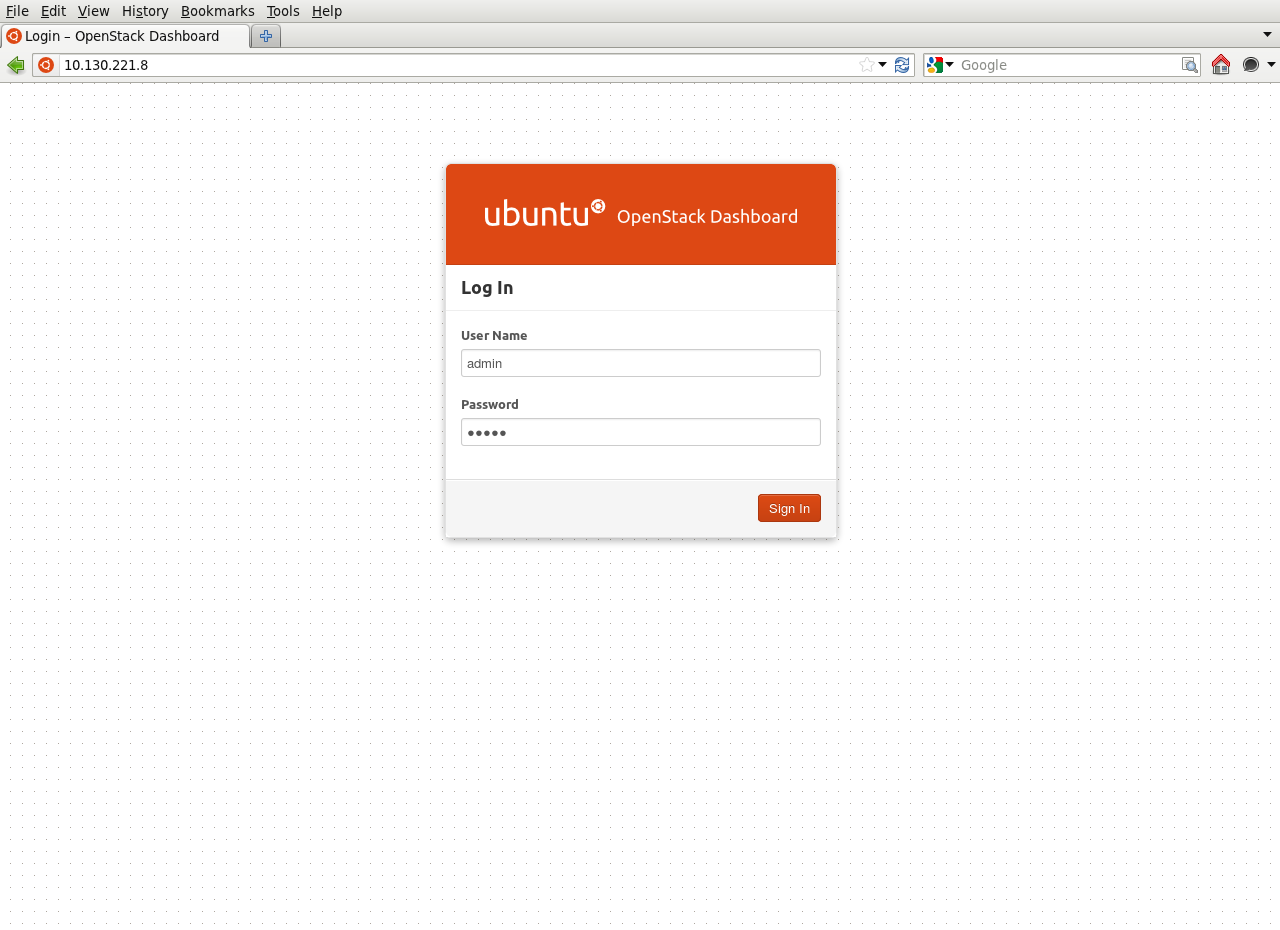 File Edit View History Bookmarks Tools Help
Login – OpenStack Dashboard
10.130.221.8
Google
ubuntu OpenStack Dashboard
Log In
User Name
admin
Password
●●●●●
Sign In